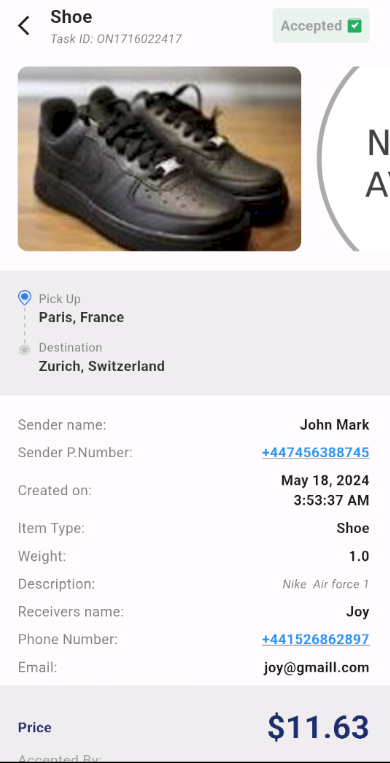 Shoe
Task ID: ON1716022417
Accepted
N
A
Pick Up
Paris, France
Destination
Zurich, Switzerland
Sender name: John Mark
Sender P.Number: +447456388745
Created on: May 18, 2024
3:53:37 AM
Item Type: Shoe
Weight: 1.0
Description: Nike Air force 1
Receivers name: Joy
Phone Number: +441526862897
Email: joy@gmaill.com
Price $11.63
Accepted By: